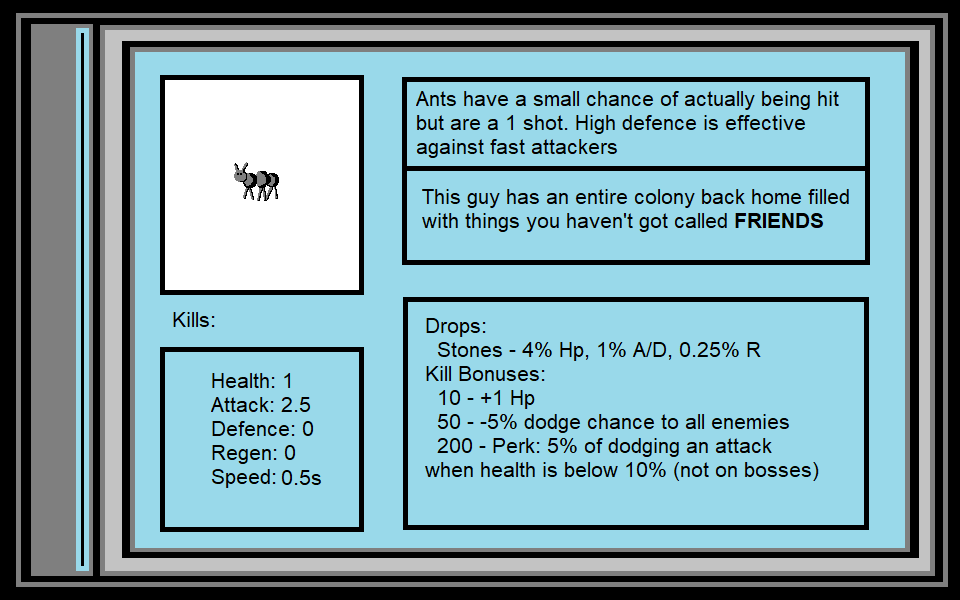 Ants have a small chance of actually being hit
but are a 1 shot. High defence is effective
against fast attackers
This guy has an entire colony back home filled
with things you haven't got called FRIENDS
Kills:
Health: 1
Attack: 2.5
Defence: 0
Regen: 0
Speed: 0.5s
Drops:
Stones - 4% Hp, 1% A/D, 0.25% R
Kill Bonuses:
10 - +1 Hp
50 - -5% dodge chance to all enemies
200 - Perk: 5% of dodging an attack
when health is below 10% (not on bosses)